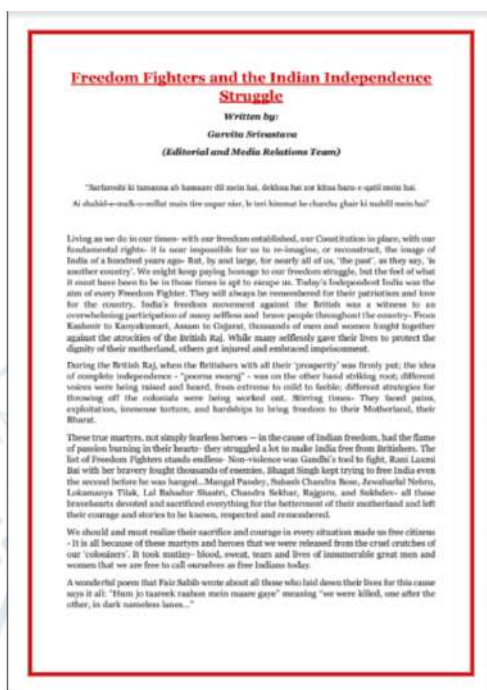 Freedom Fighters and the Indian Independence
Struggle
Written by:
Garvita Srivastava
(Editorial and Media Relations Team)
"Sarfaroshi ki tamanna ab hamaare dil mein hai, dekhna hai zor kitna bazu-e-qatil mein hai.
Ai shahid-e-mulk-o-millat main tire uupar nisr, le teri himmat ka charcha ghair ki mahfil mein hai"
Living as we do in our times- with our freedom established, our Constitution in place, with our
fundamental rights- it is near impossible for us to re-imagine, or reconstruct, the image of
India of a hundred years ago- But, by and large, for nearly all of us, 'the past', as they say, 'is
another country'. We might keep paying homage to our freedom struggle, but the feel of what
it must have been to be in those times is apt to escape us. Today's Independent India was the
aim of every Freedom Fighter. They will always be remembered for their patriotism and love
for the country. India's freedom movement against the British was a witness to an
overwhelming participation of many selfless and brave people throughout the country- From
Kashmir to Kanyakumari, Assam to Gujarat, thousands of men and women fought together
against the atrocities of the British Raj. While many selflessly gave their lives to protect the
dignity of their motherland, others got injured and embraced imprisonment.
During the British Raj, when the Britishers with all their 'prosperity' was firmly put; the idea
of complete independence - "poorna swaraj" - was on the other hand striking root; different
voices were being raised and heard, from extreme to mild to feeble; different strategies for
throwing off the colonials were being worked out. Stirring times- They faced pains,
exploitation, immense torture, and hardships to bring freedom to their Motherland, their
Bharat.
These true martyrs, not simply fearless heroes — in the cause of Indian freedom, had the flame
of passion burning in their hearts- they struggled a lot to make India free from Britishers. The
list of Freedom Fighters stands endless- Non-violence was Gandhi's tool to fight, Rani Laxmi
Bai with her bravery fought thousands of enemies, Bhagat Singh kept trying to free India even
the second before he was hanged...Mangal Pandey, Subash Chandra Bose, Jawaharlal Nehru,
Lokamanya Tilak, Lal Bahadur Shastri, Chandra Sekhar, Rajguru, and Sukhdev- all these
bravehearts devoted and sacrificed everything for the betterment of their motherland and left
their courage and stories to be known, respected and remembered.
We should and must realize their sacrifice and courage in every situation made us free citizens
- It is all because of these martyrs and heroes that we were released from the cruel crutches of
our 'colonizers'. It took mutiny- blood, sweat, tears and lives of innumerable great men and
women that we are free to call ourselves as free Indians today.
A wonderful poem that Faiz Sahib wrote about all those who laid down their lives for this cause
says it all: "Hum jo taareek raahon mein maare gaye" meaning "we were killed, one after the
other, in dark nameless lanes..."